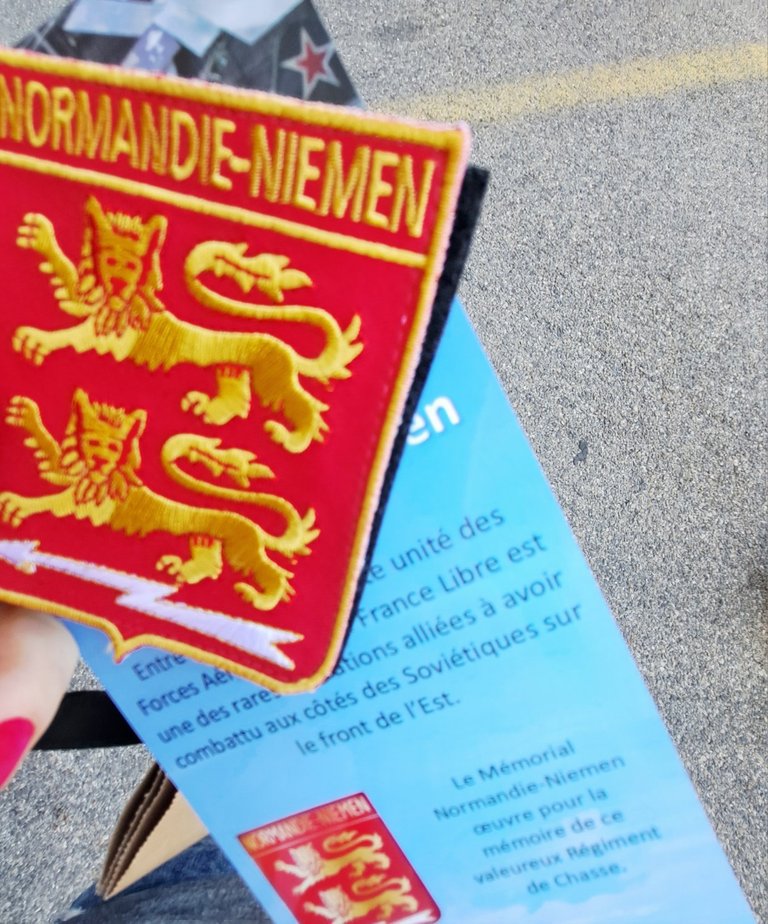 NORMANDIE-NIEMEN
en
Entre
te unité des
Forces Aé France Libre est
une des rares nations alliées à avoir
combattu aux côtés des Soviétiques sur
le front de l'Est.
NORMANDIE-NIEMEN
Le Mémorial
Normandie-Niemen
œuvre pour la
mémoire de ce
valeureux Régiment
de Chasse.